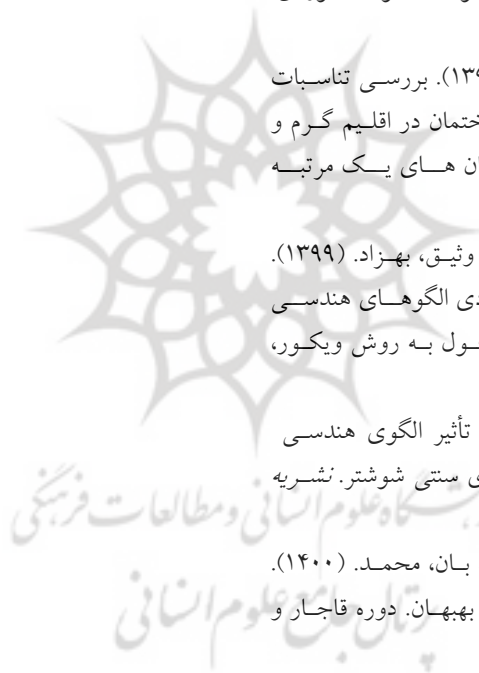 ۱۳۹). بررسی تناسبات
ختمان در اقلیم گرم و
ان های یک مرتبه
وثیق، بهزاد. (۱۳۹۹).
دی الگوهای هندسی
ول به روش ویکور،
تأثیر الگوی هندسی
ی سنتی شوشتر. نشریه
پژوهشگاه علوم انسانی و مطالعات فرهنگی
بان، محمد. (۱۴۰۰).
بهبهان. دوره قاجار و
پرتال جامع علوم انسانی